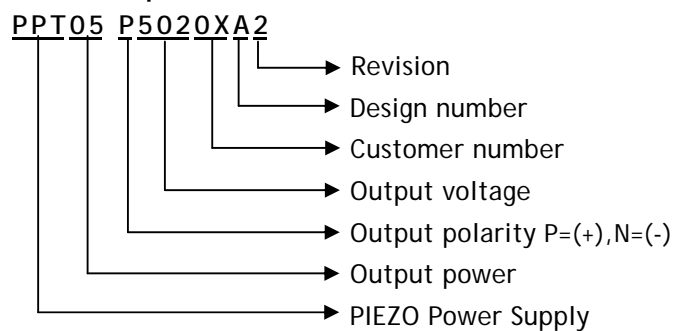 PPT05 P5020XA2
Revision
Design number
Customer number
Output voltage
Output polarity P=(+),N=(-)
Output power
PIEZO Power Supply